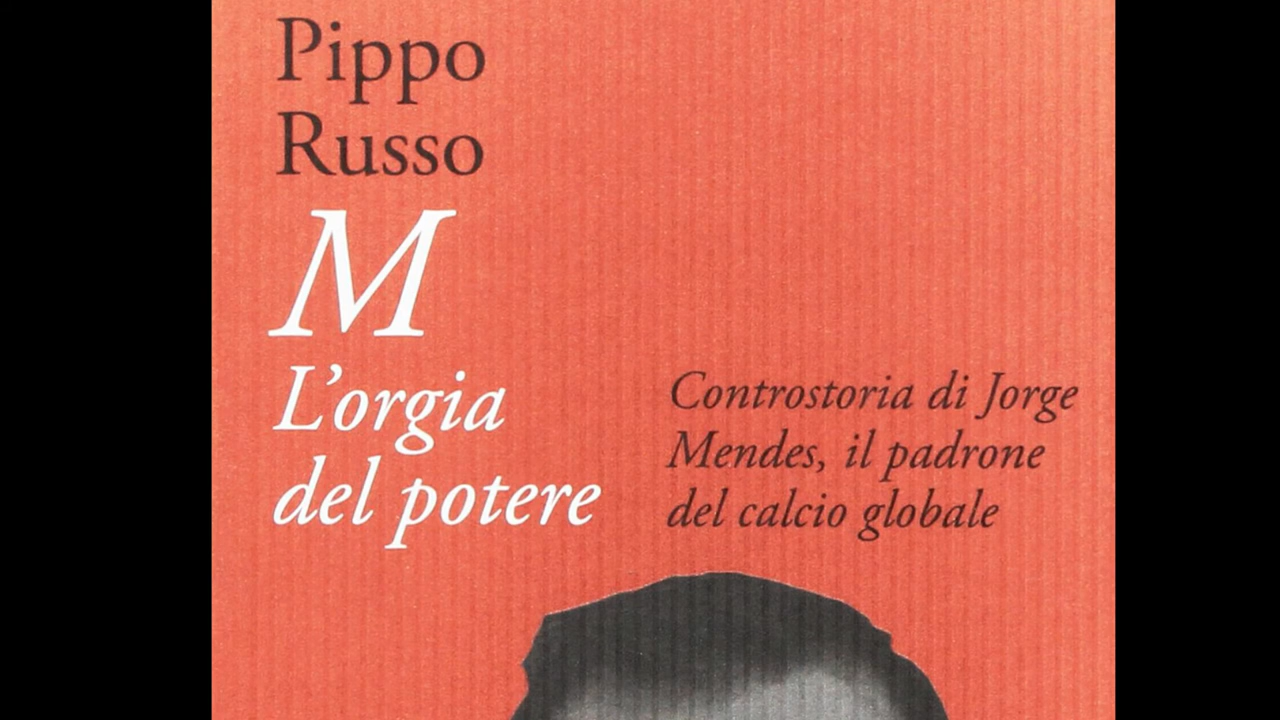 Pippo
Russo
M
L’orgia
del potere
Controstoria di Jorge
Mendes, il padrone
del calcio globale